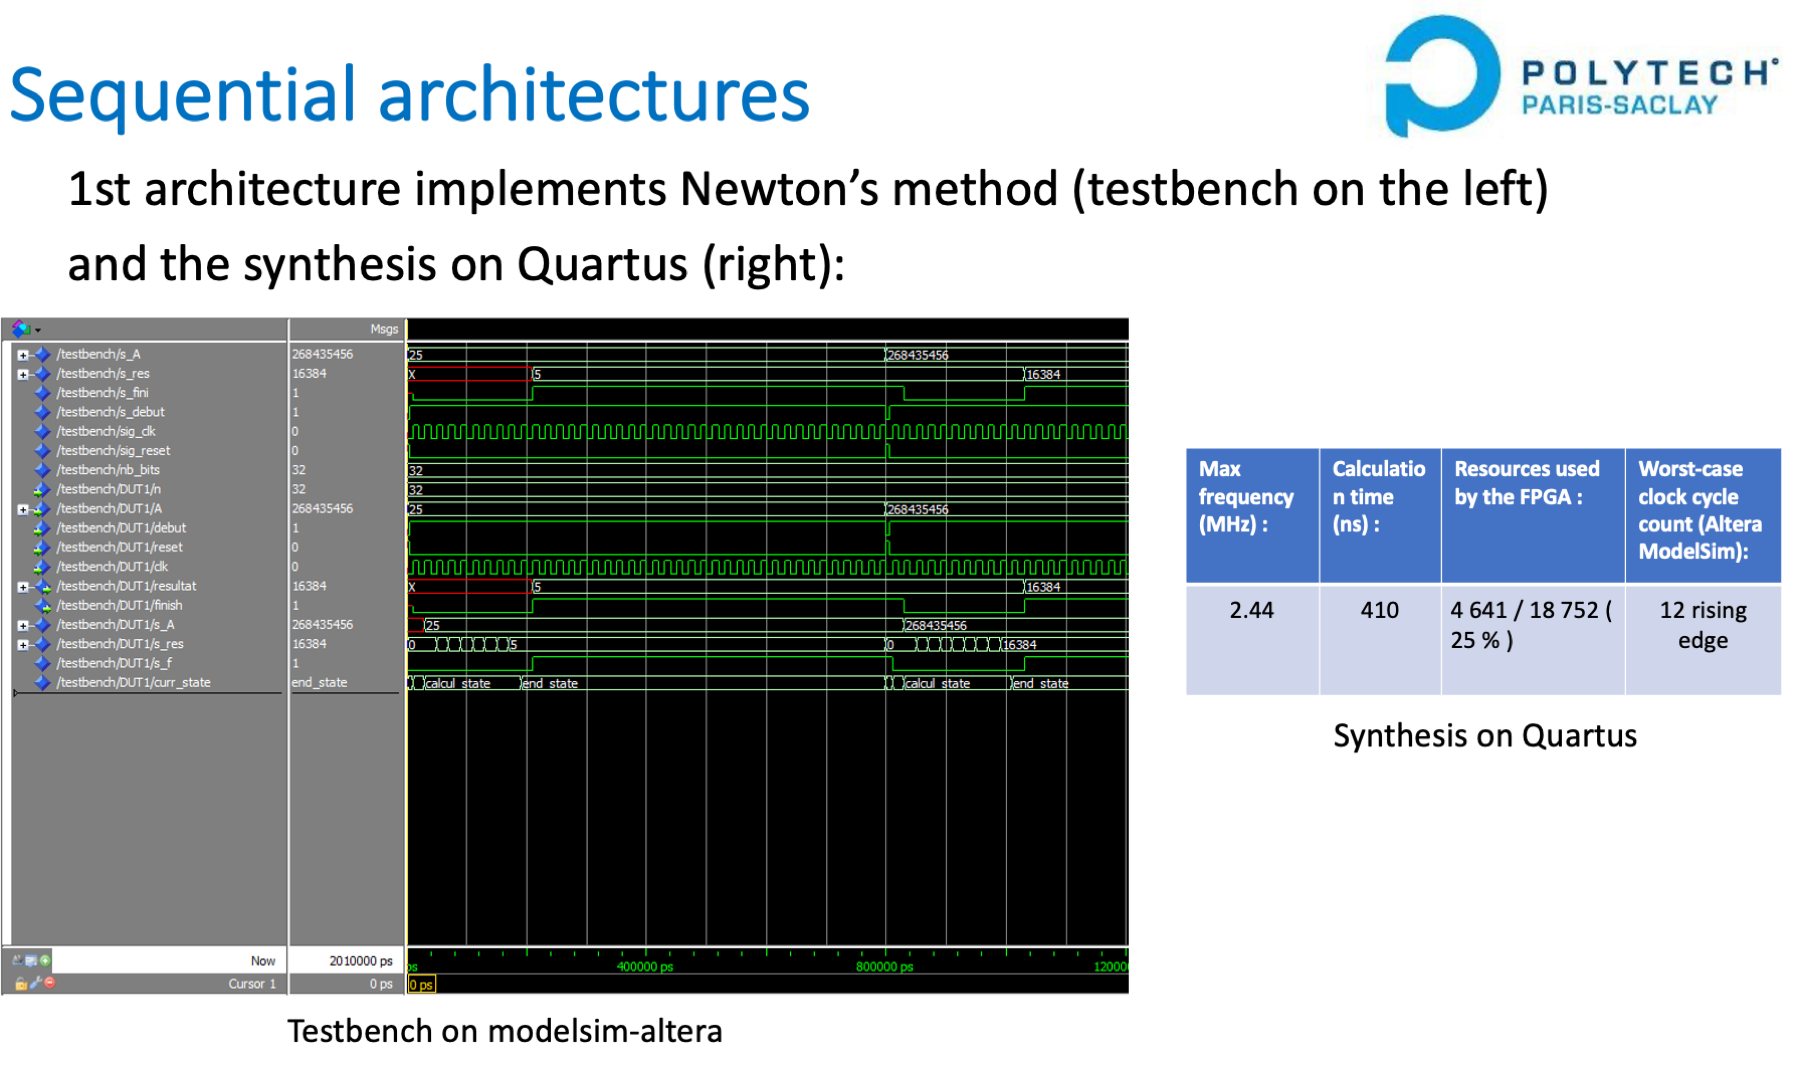 Sequential architectures
POLYTECH®
PARIS-SACLAY
1st architecture implements Newton’s method (testbench on the left)
and the synthesis on Quartus (right):
Msgs
/testbench/s_A 268435456 25 268435456
/testbench/s_res 16384 X 5 16384
/testbench/s_fini 1
/testbench/s_debut 1
/testbench/sig_clk 0
/testbench/sig_reset 0
/testbench/nb_bits 32 32
/testbench/DUT1/n 32 32
/testbench/DUT1/A 268435456 25 268435456
/testbench/DUT1/debut 1
/testbench/DUT1/reset 0
/testbench/DUT1/clk 0
/testbench/DUT1/resultat 16384 X 5 16384
/testbench/DUT1/finish 1
/testbench/DUT1/s_A 268435456 25 268435456
/testbench/DUT1/s_res 16384 0 5 0 16384
/testbench/DUT1/s_f 1
/testbench/DUT1/curr_state end_state calcul_state end_state calcul_state end_state
Now 2010000 ps ps 400000 ps 800000 ps 120000
Cursor 1 0 ps 0 ps
Testbench on modelsim-altera
Max
frequency
(MHz) :
Calculatio
n time
(ns) :
Resources used
by the FPGA :
Worst-case
clock cycle
count (Altera
ModelSim):
2.44
410
4 641 / 18 752 (
25 % )
12 rising
edge
Synthesis on Quartus